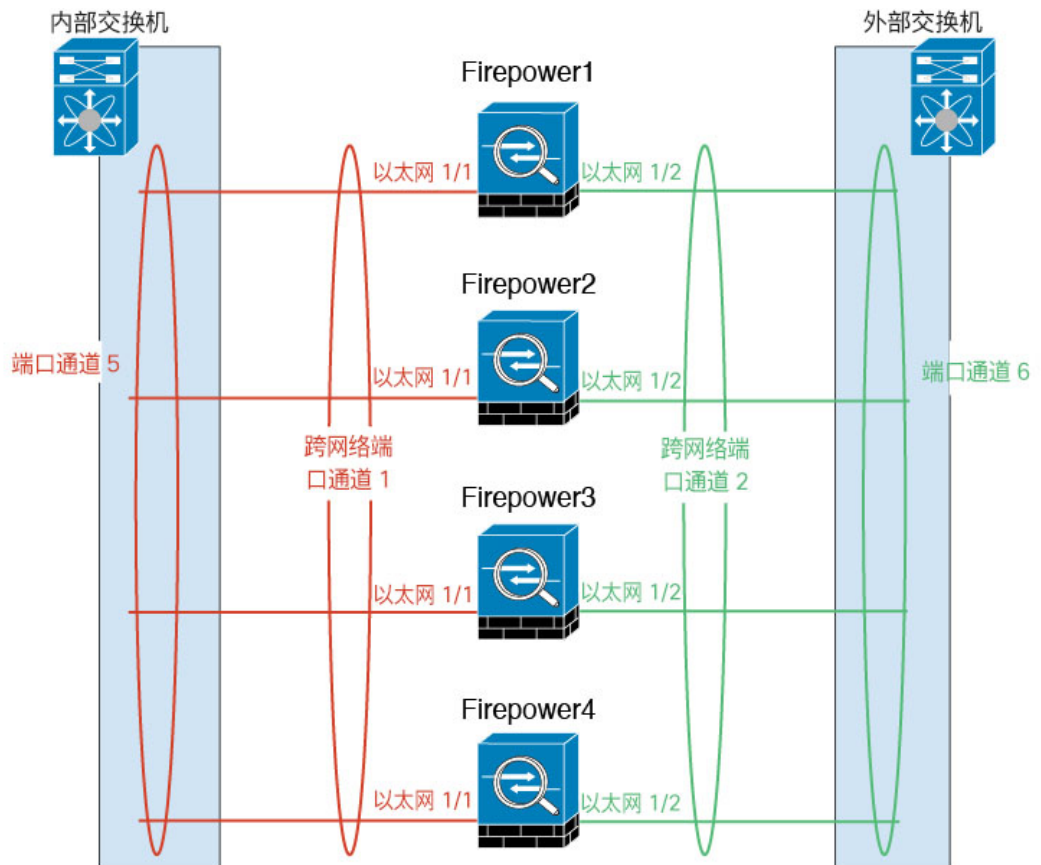 内部交换机
外部交换机
Firepower1
以太网 1/1
以太网 1/2
Firepower2
端口通道 5
以太网 1/1
以太网 1/2
端口通道 6
跨网络端
口通道 1
跨网络端
口通道 2
Firepower3
以太网 1/1
以太网 1/2
Firepower4
以太网 1/1
以太网 1/2